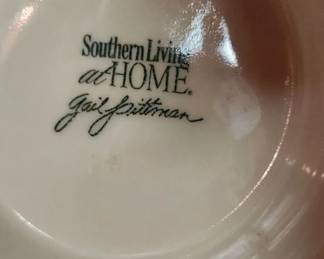 Southern Living
at HOME.
Gail Pittman